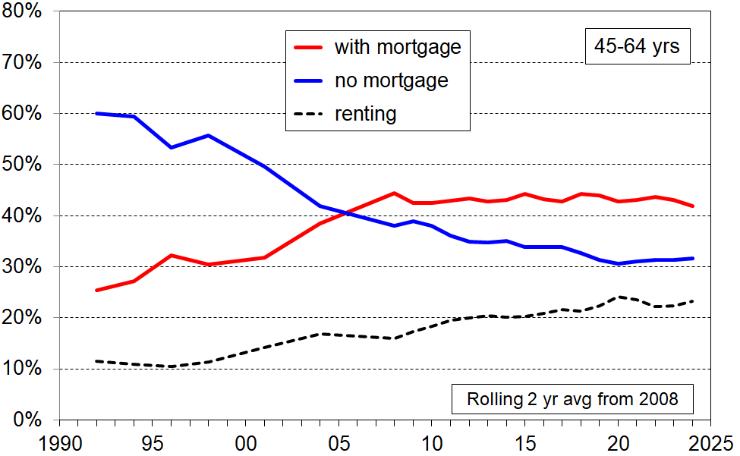 80%
70%
60%
50%
40%
30%
20%
10%
0%
with mortgage
no mortgage
renting
45-64 yrs
Rolling 2 yr avg from 2008
1990 95 00 05 10 15 20 2025